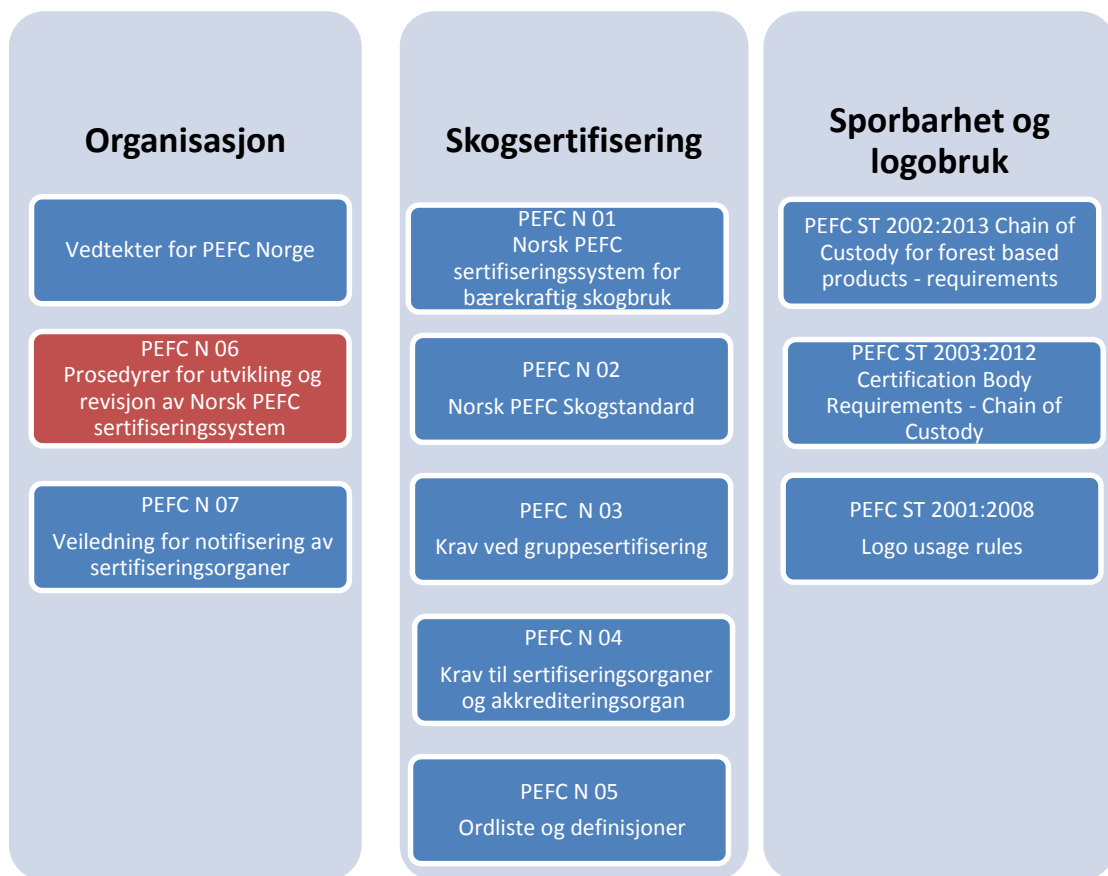 Organisasjon
Vedtekter for PEFC Norge
PEFC N 06
Prosedyrer for utvikling og
revisjon av Norsk PEFC
sertifiseringssystem
PEFC N 07
Veiledning for notifisering av
sertifiseringsorganer
Skogsertifisering
PEFC N 01
Norsk PEFC
sertifiseringssystem for
bærekraftig skogbruk
PEFC N 02
Norsk PEFC Skogstandard
PEFC N 03
Krav ved gruppesertifisering
PEFC N 04
Krav til sertifiseringsorganer
og akkrediteringsorgan
PEFC N 05
Ordliste og definisjoner
Sporbarhet og
logobruk
PEFC ST 2002:2013 Chain of
Custody for forest based
products - requirements
PEFC ST 2003:2012
Certification Body
Requirements - Chain of
Custody
PEFC ST 2001:2008
Logo usage rules